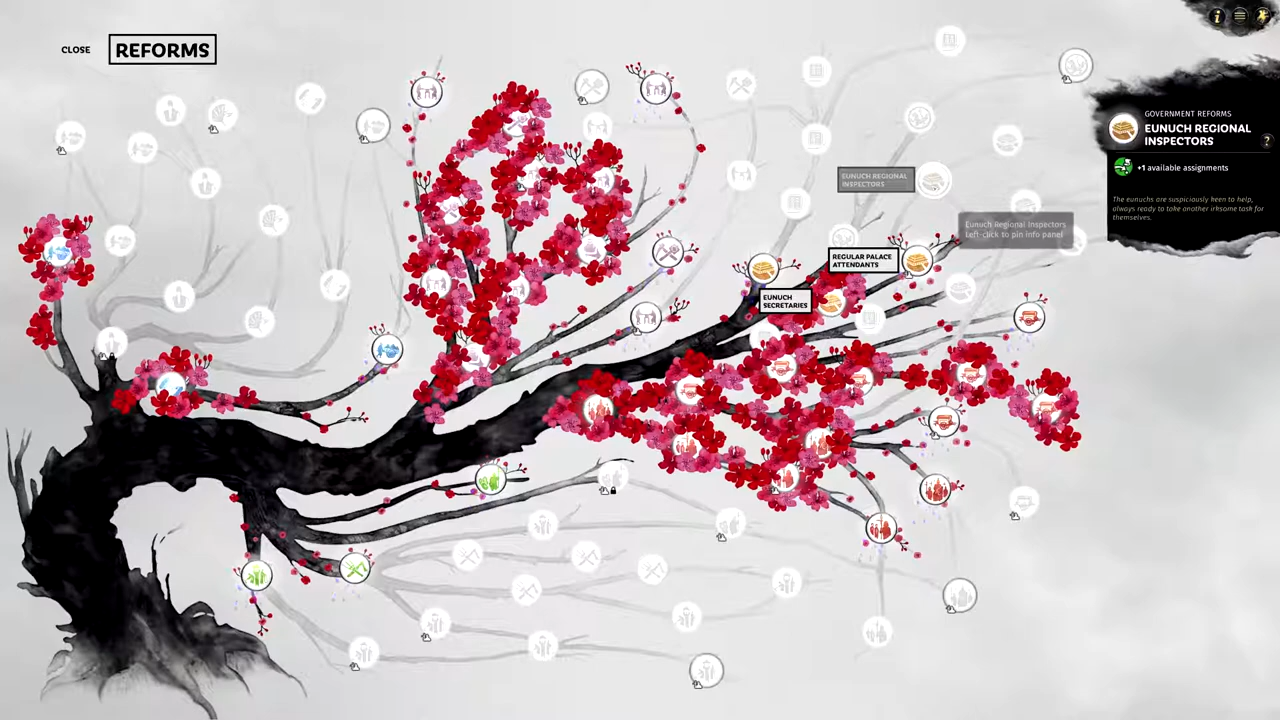 CLOSE
REFORMS
GOVERNMENT REFORMS
EUNUCH REGIONAL
INSPECTORS
?
+1 available assignments
The eunuchs are suspiciously keen to help,
always ready to take another irksome task for
themselves.
EUNUCH REGIONAL
INSPECTORS
Eunuch Regional Inspectors
Left-click to pin info panel
REGULAR PALACE
ATTENDANTS
EUNUCH
SECRETARIES